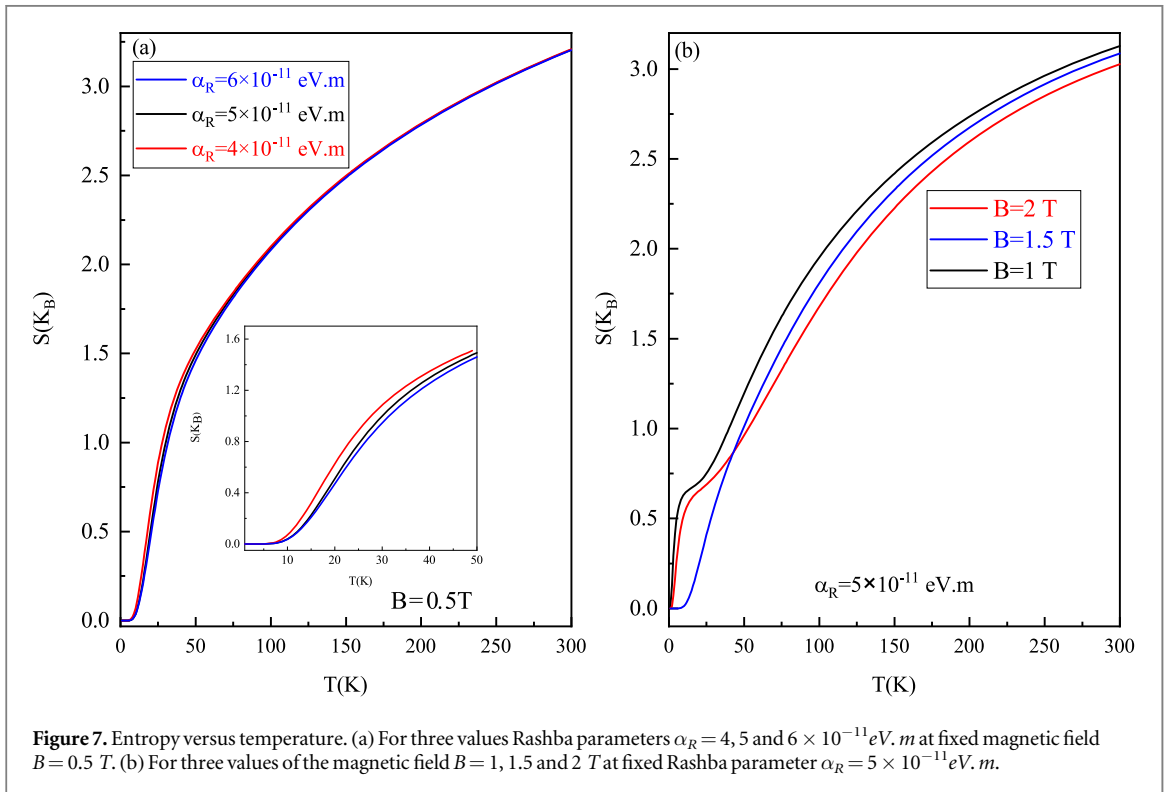 (a)
α_R=6×10⁻¹¹ eV.m
α_R=5×10⁻¹¹ eV.m
α_R=4×10⁻¹¹ eV.m
3.0
2.5
2.0
1.5
1.0
0.5
0.0
S(K_B)
0 50 100 150 200 250 300
T(K)
1.6
1.2
0.8
0.4
0.0
S(K_B)
10 20 30 40 50
T(K)
B=0.5T
(b)
B=2 T
B=1.5 T
B=1 T
3.0
2.5
2.0
1.5
1.0
0.5
0.0
S(K_B)
α_R=5×10⁻¹¹ eV.m
0 50 100 150 200 250 300
T(K)
Figure 7. Entropy versus temperature. (a) For three values Rashba parameters α_R = 4, 5 and 6 × 10⁻¹¹eV. m at fixed magnetic field
B = 0.5 T. (b) For three values of the magnetic field B = 1, 1.5 and 2 T at fixed Rashba parameter α_R = 5 × 10⁻¹¹eV. m.